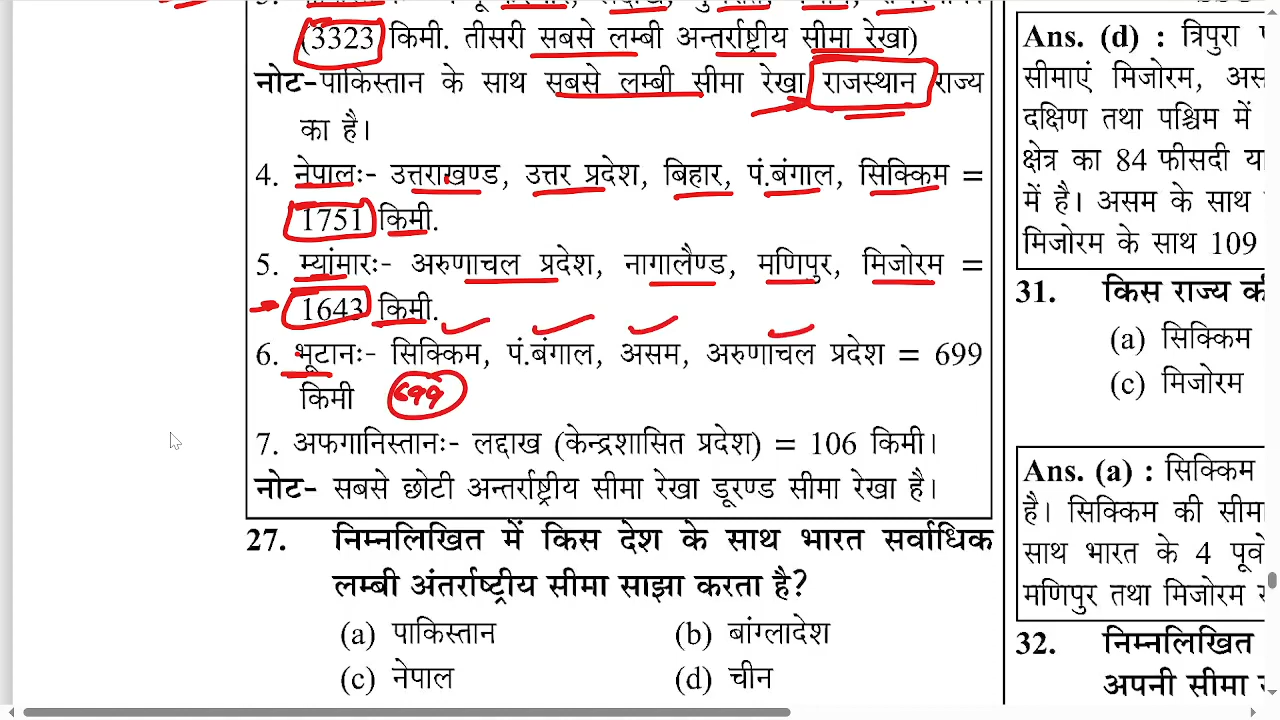 (3323 किमी. तीसरी सबसे लम्बी अन्तर्राष्ट्रीय सीमा रेखा)
नोट-पाकिस्तान के साथ सबसे लम्बी सीमा रेखा राजस्थान राज्य
का है।
4. नेपालः- उत्तराखण्ड, उत्तर प्रदेश, बिहार, पं.बंगाल, सिक्किम =
1751 किमी.
5. म्यांमारः- अरुणाचल प्रदेश, नागालैण्ड, मणिपुर, मिजोरम =
1643 किमी.
6. भूटानः- सिक्किम, पं.बंगाल, असम, अरुणाचल प्रदेश = 699
किमी 699
7. अफगानिस्तानः- लद्दाख (केन्द्रशासित प्रदेश) = 106 किमी।
नोट- सबसे छोटी अन्तर्राष्ट्रीय सीमा रेखा डूरण्ड सीमा रेखा है।
27. निम्नलिखित में किस देश के साथ भारत सर्वाधिक
लम्बी अंतर्राष्ट्रीय सीमा साझा करता है?
(a) पाकिस्तान (b) बांग्लादेश
(c) नेपाल (d) चीन
Ans. (d) : त्रिपुरा
सीमाएं मिजोरम, अस
दक्षिण तथा पश्चिम में
क्षेत्र का 84 फीसदी या
में है। असम के साथ
मिजोरम के साथ 109
31. किस राज्य की
(a) सिक्किम
(c) मिजोरम
Ans. (a) : सिक्किम
है। सिक्किम की सीमा
साथ भारत के 4 पूर्वो
मणिपुर तथा मिजोरम
32. निम्नलिखित
अपनी सीमा